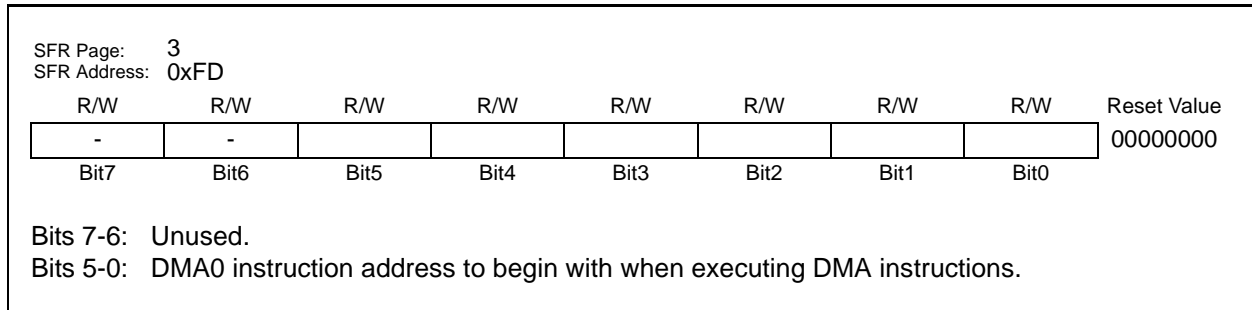 SFR Page: 3
SFR Address: 0xFD
R/W R/W R/W R/W R/W R/W R/W R/W Reset Value
- - 00000000
Bit7 Bit6 Bit5 Bit4 Bit3 Bit2 Bit1 Bit0
Bits 7-6: Unused.
Bits 5-0: DMA0 instruction address to begin with when executing DMA instructions.